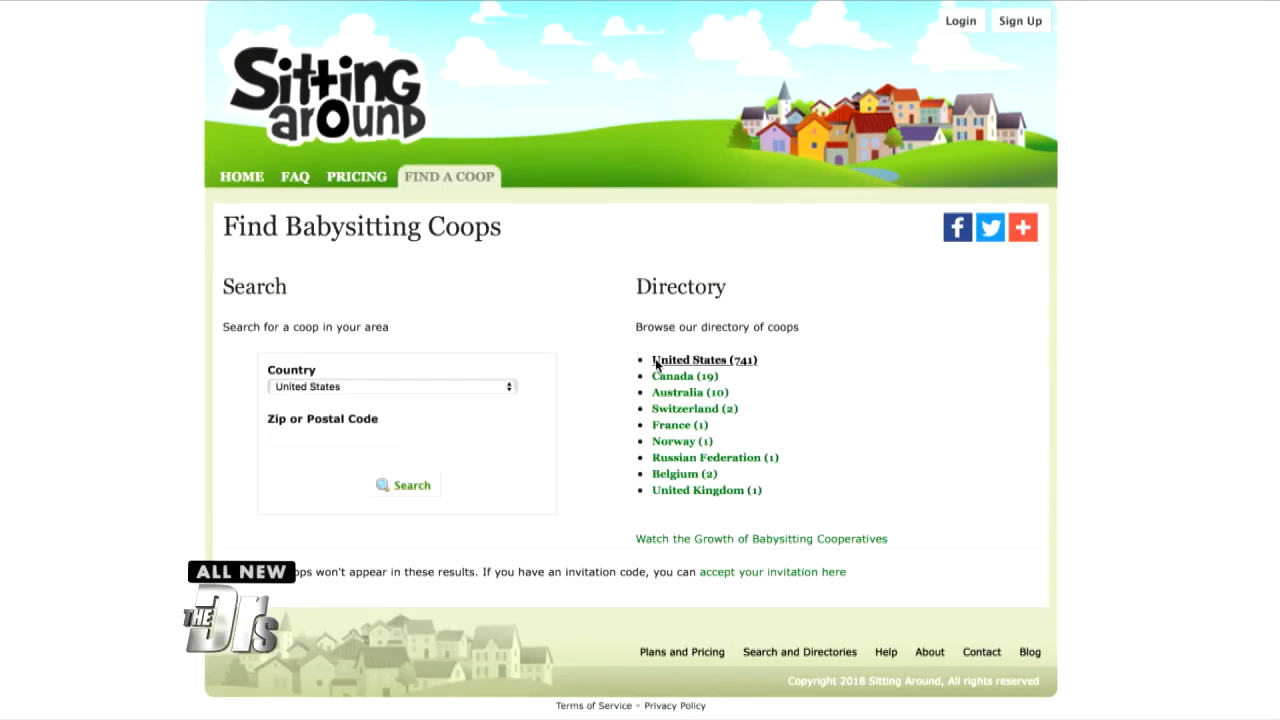 Login
Sign Up
Sitting
around
HOME
FAQ
PRICING
FIND A COOP
Find Babysitting Coops
Search
Search for a coop in your area
Country
United States
Zip or Postal Code
Search
Directory
Browse our directory of coops
United States (741)
Canada (19)
Australia (10)
Switzerland (2)
France (1)
Norway (1)
Russian Federation (1)
Belgium (2)
United Kingdom (1)
Watch the Growth of Babysitting Cooperatives
won't appear in these results. If you have an invitation code, you can accept your invitation here
ALL NEW
THE
Drs
Plans and Pricing
Search and Directories
Help
About
Contact
Blog
Copyright 2018 Sitting Around, All rights reserved
Terms of Service - Privacy Policy